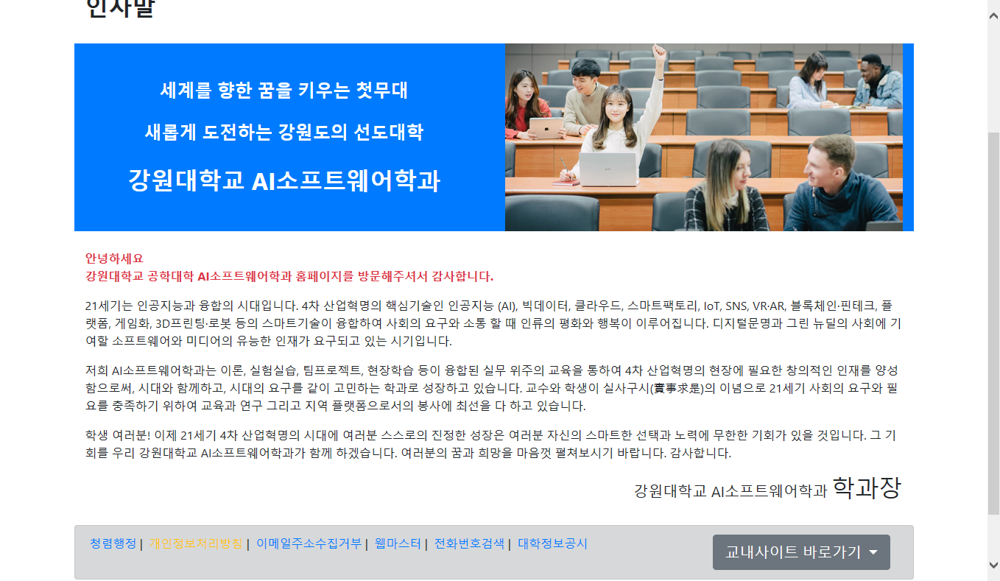 인사말
세계를 향한 꿈을 키우는 첫무대
새롭게 도전하는 강원도의 선도대학
강원대학교 AI소프트웨어학과
안녕하세요
강원대학교 공학대학 AI소프트웨어학과 홈페이지를 방문해주셔서 감사합니다.
21세기는 인공지능과 융합의 시대입니다. 4차 산업혁명의 핵심기술인 인공지능 (AI), 빅데이터, 클라우드, 스마트팩토리, IoT, SNS, VR·AR, 블록체인·핀테크, 플
랫폼, 게임화, 3D프린팅·로봇 등의 스마트기술이 융합하여 사회의 요구와 소통 할 때 인류의 평화와 행복이 이루어집니다. 디지털문명과 그린 뉴딜의 사회에 기
여할 소프트웨어와 미디어의 유능한 인재가 요구되고 있는 시기입니다.
저희 AI소프트웨어학과는 이론, 실험실습, 팀프로젝트, 현장학습 등이 융합된 실무 위주의 교육을 통하여 4차 산업혁명의 현장에 필요한 창의적인 인재를 양성
함으로써, 시대와 함께하고, 시대의 요구를 같이 고민하는 학과로 성장하고 있습니다. 교수와 학생이 실사구시(實事求是)의 이념으로 21세기 사회의 요구와 필
요를 충족하기 위하여 교육과 연구 그리고 지역 플랫폼으로서의 봉사에 최선을 다 하고 있습니다.
학생 여러분! 이제 21세기 4차 산업혁명의 시대에 여러분 스스로의 진정한 성장은 여러분 자신의 스마트한 선택과 노력에 무한한 기회가 있을 것입니다. 그 기
회를 우리 강원대학교 AI소프트웨어학과가 함께 하겠습니다. 여러분의 꿈과 희망을 마음껏 펼쳐보시기 바랍니다. 감사합니다.
강원대학교 AI소프트웨어학과 학과장
청렴행정 | 개인정보처리방침 | 이메일주소수집거부 | 웹마스터 | 전화번호검색 | 대학정보공시
교내사이트 바로가기